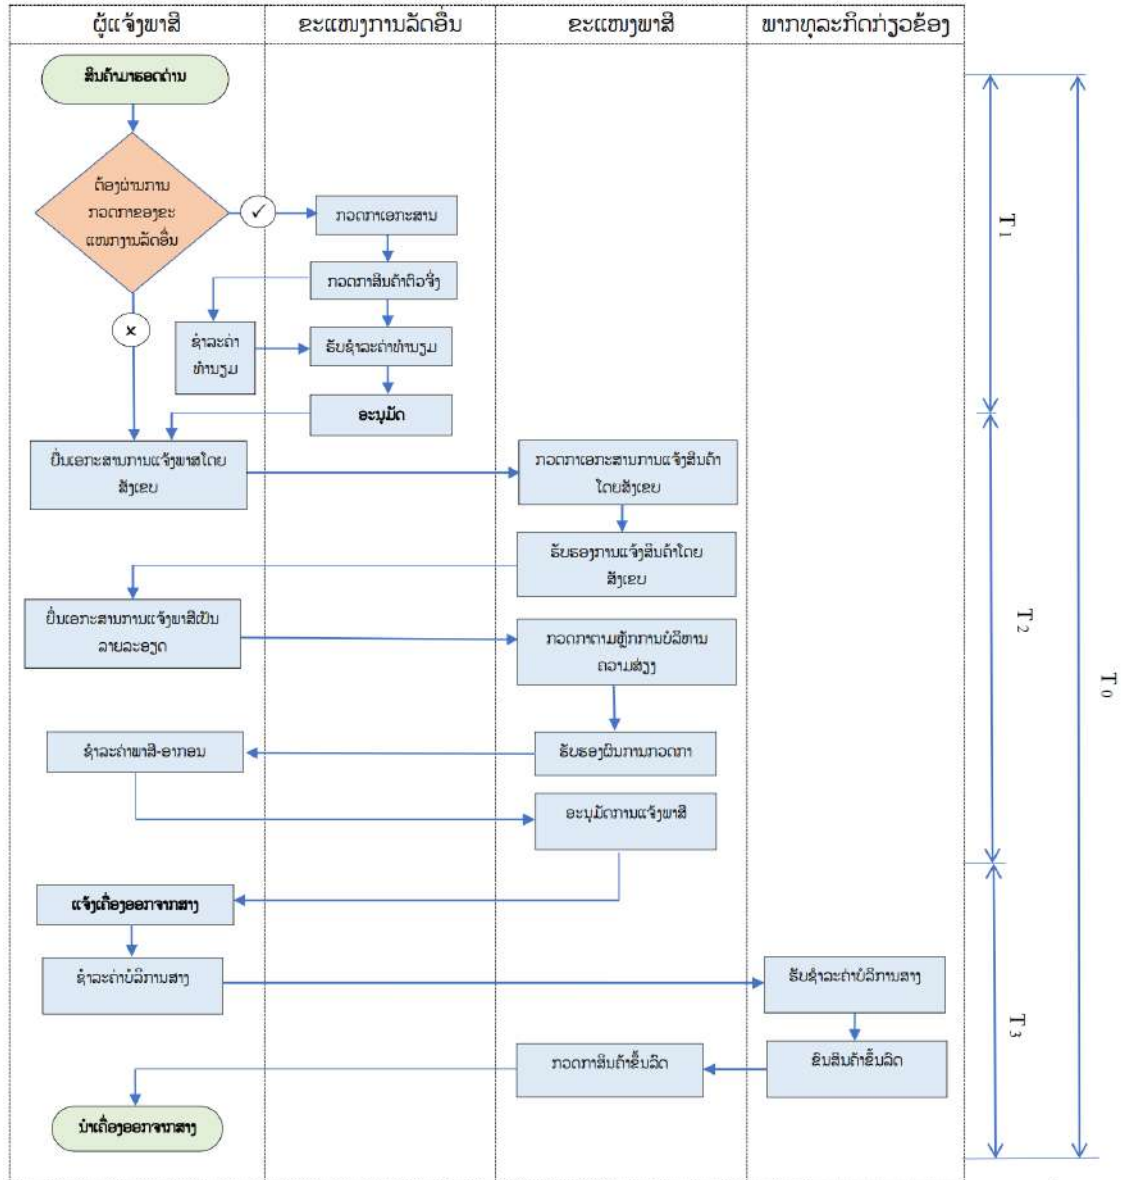 ຜູ້ແຈ້ງພາສີ
ຂະແໜງການລັດອື່ນ
ຂະແໜງພາສີ
ພາກທຸລະກິດກ່ຽວຂ້ອງ
ສິນຄ້າມາຮອດດ່ານ
ຕ້ອງຜ່ານການ
ກວດກາຂອງຂະ
ແໜກງານລັດອື່ນ
✓
ກວດກາເອກະສານ
ກວດກາສິນຄ້າຕົວຈິ່ງ
×
ຊໍາລະຄ່າ
ທໍານຽມ
ຮັບຊໍາລະຄ່າທໍານຽມ
ອະນຸມັດ
T 1
ຍື່ນເອກະສານການແຈ້ງພາສໂດຍ
ສັງເຂບ
ກວດກາເອກະສານການແຈ້ງສິນຄ້າ
ໂດຍສັງເຂບ
ຮັບຮອງການແຈ້ງສິນຄ້າໂດຍ
ສັງເຂບ
ຍື່ນເອກະສານການແຈ້ງພາສີເປັນ
ລາຍລະອຽດ
ກວດກາຕາມຫຼັກການບໍລິຫານ
ຄວາມສ່ຽງ
T 2
T 0
ຊໍາລະຄ່າພາສີ-ອາກອນ
ຮັບຮອງຜົນການກວດກາ
ອະນຸມັດການແຈ້ງພາສີ
ແຈ້ງເຄື່ອງອອກຈາກສາງ
ຊໍາລະຄ່າບໍລິການສາງ
ຮັບຊໍາລະຄ່າບໍລິການສາງ
T 3
ກວດກາສິນຄ້າຂຶ້ນລົດ
ຂົນສິນຄ້າຂຶ້ນລົດ
ນໍາເຄື່ອງອອກຈາກສາງ